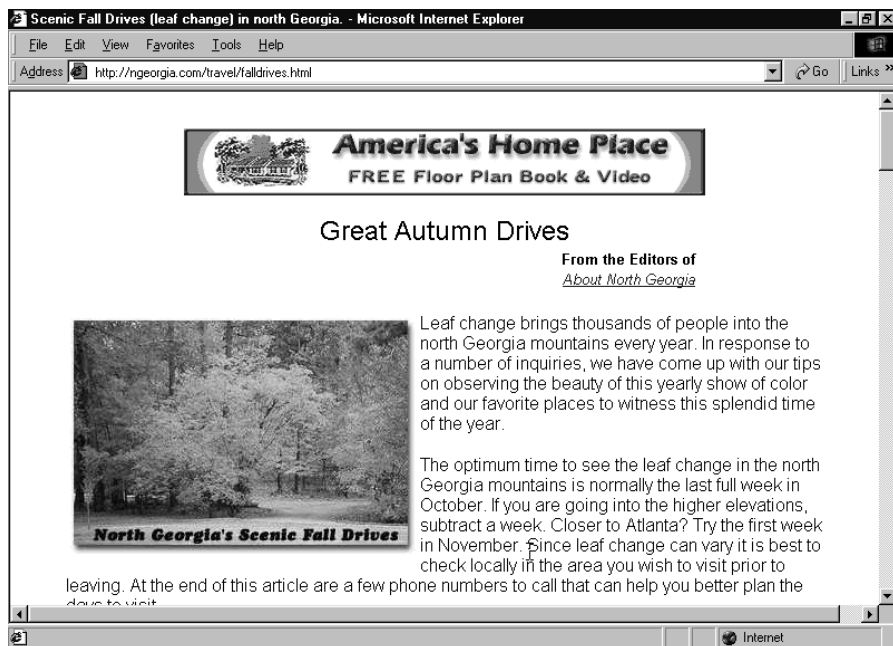 Scenic Fall Drives (leaf change) in north Georgia. - Microsoft Internet Explorer
File Edit View Favorites Tools Help
Address http://ngeorgia.com/travel/falldrives.html Go Links »
America's Home Place
FREE Floor Plan Book & Video
Great Autumn Drives
From the Editors of
About North Georgia
Leaf change brings thousands of people into the
north Georgia mountains every year. In response to
a number of inquiries, we have come up with our tips
on observing the beauty of this yearly show of color
and our favorite places to witness this splendid time
of the year.
North Georgia's Scenic Fall Drives
The optimum time to see the leaf change in the north
Georgia mountains is normally the last full week in
October. If you are going into the higher elevations,
subtract a week. Closer to Atlanta? Try the first week
in November. Since leaf change can vary it is best to
check locally in the area you wish to visit prior to
leaving. At the end of this article are a few phone numbers to call that can help you better plan the
days to visit
Internet